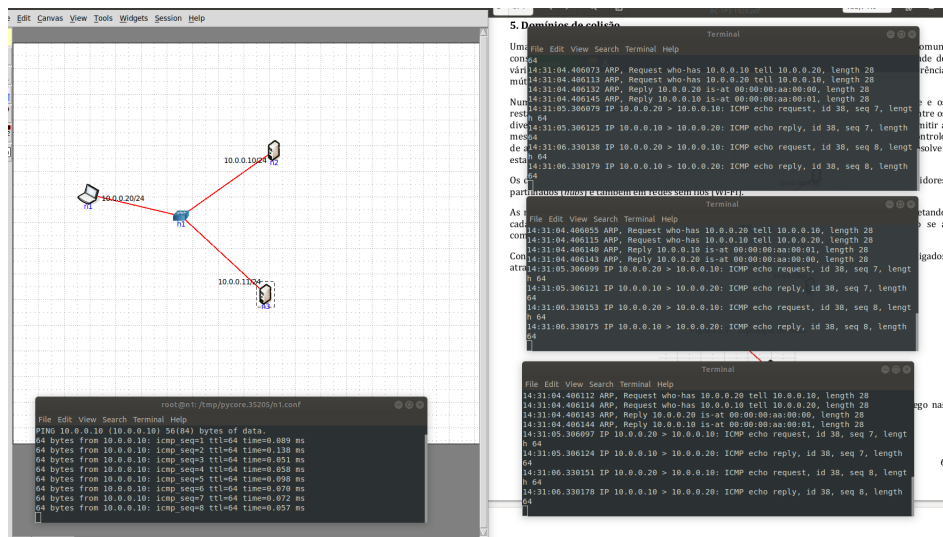 Edit View Tools Widgets Session Help
10.0.0.10/24
n2
10.0.0.20/24
n1
h1
10.0.0.11/24
n3
root@n1: /tmp/pycore.35205/n1.conf
File Edit View Search Terminal Help
PING 10.0.0.10 (10.0.0.10) 56(84) bytes of data.
64 bytes from 10.0.0.10: icmp_seq=1 ttl=64 time=0.089 ms
64 bytes from 10.0.0.10: icmp_seq=2 ttl=64 time=0.138 ms
64 bytes from 10.0.0.10: icmp_seq=3 ttl=64 time=0.051 ms
64 bytes from 10.0.0.10: icmp_seq=4 ttl=64 time=0.058 ms
64 bytes from 10.0.0.10: icmp_seq=5 ttl=64 time=0.098 ms
64 bytes from 10.0.0.10: icmp_seq=6 ttl=64 time=0.070 ms
64 bytes from 10.0.0.10: icmp_seq=7 ttl=64 time=0.072 ms
64 bytes from 10.0.0.10: icmp_seq=8 ttl=64 time=0.057 ms
5. Domínios de colisão
Terminal
File Edit View Search Terminal Help
64
14:31:04.406073 ARP, Request who-has 10.0.0.10 tell 10.0.0.20, length 28
14:31:04.406113 ARP, Request who-has 10.0.0.20 tell 10.0.0.10, length 28
14:31:04.406132 ARP, Reply 10.0.0.20 is-at 00:00:00:aa:00:00, length 28
14:31:04.406145 ARP, Reply 10.0.0.10 is-at 00:00:00:aa:00:01, length 28
14:31:05.306079 IP 10.0.0.20 > 10.0.0.10: ICMP echo request, id 38, seq 7, lengt
h 64
14:31:05.306125 IP 10.0.0.10 > 10.0.0.20: ICMP echo reply, id 38, seq 7, length
64
14:31:06.330138 IP 10.0.0.20 > 10.0.0.10: ICMP echo request, id 38, seq 8, lengt
h 64
14:31:06.330179 IP 10.0.0.10 > 10.0.0.20: ICMP echo reply, id 38, seq 8, length
64
partilhados (hubs) e também em redes sem fios (Wi-Fi).
Terminal
File Edit View Search Terminal Help
14:31:04.406055 ARP, Request who-has 10.0.0.20 tell 10.0.0.10, length 28
14:31:04.406115 ARP, Request who-has 10.0.0.10 tell 10.0.0.20, length 28
14:31:04.406140 ARP, Reply 10.0.0.10 is-at 00:00:00:aa:00:01, length 28
14:31:04.406143 ARP, Reply 10.0.0.20 is-at 00:00:00:aa:00:00, length 28
14:31:05.306099 IP 10.0.0.20 > 10.0.0.10: ICMP echo request, id 38, seq 7, lengt
h 64
14:31:05.306121 IP 10.0.0.10 > 10.0.0.20: ICMP echo reply, id 38, seq 7, length
64
14:31:06.330153 IP 10.0.0.20 > 10.0.0.10: ICMP echo request, id 38, seq 8, lengt
h 64
14:31:06.330175 IP 10.0.0.10 > 10.0.0.20: ICMP echo reply, id 38, seq 8, length
64
Terminal
File Edit View Search Terminal Help
14:31:04.406112 ARP, Request who-has 10.0.0.20 tell 10.0.0.10, length 28
14:31:04.406114 ARP, Request who-has 10.0.0.10 tell 10.0.0.20, length 28
14:31:04.406143 ARP, Reply 10.0.0.20 is-at 00:00:00:aa:00:00, length 28
14:31:04.406144 ARP, Reply 10.0.0.10 is-at 00:00:00:aa:00:01, length 28
14:31:05.306097 IP 10.0.0.20 > 10.0.0.10: ICMP echo request, id 38, seq 7, lengt
h 64
14:31:05.306124 IP 10.0.0.10 > 10.0.0.20: ICMP echo reply, id 38, seq 7, length
64
14:31:06.330151 IP 10.0.0.20 > 10.0.0.10: ICMP echo request, id 38, seq 8, lengt
h 64
14:31:06.330178 IP 10.0.0.10 > 10.0.0.20: ICMP echo reply, id 38, seq 8, length
64